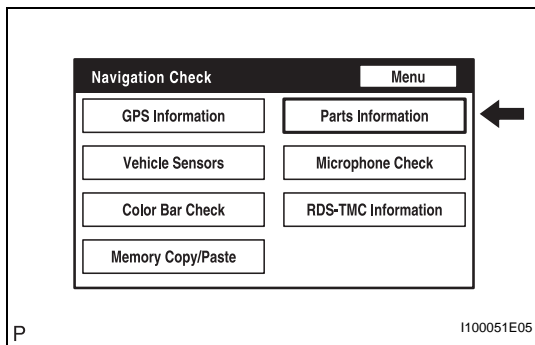 Navigation Check Menu
GPS Information Parts Information
Vehicle Sensors Microphone Check
Color Bar Check RDS-TMC Information
Memory Copy/Paste
P I100051E05